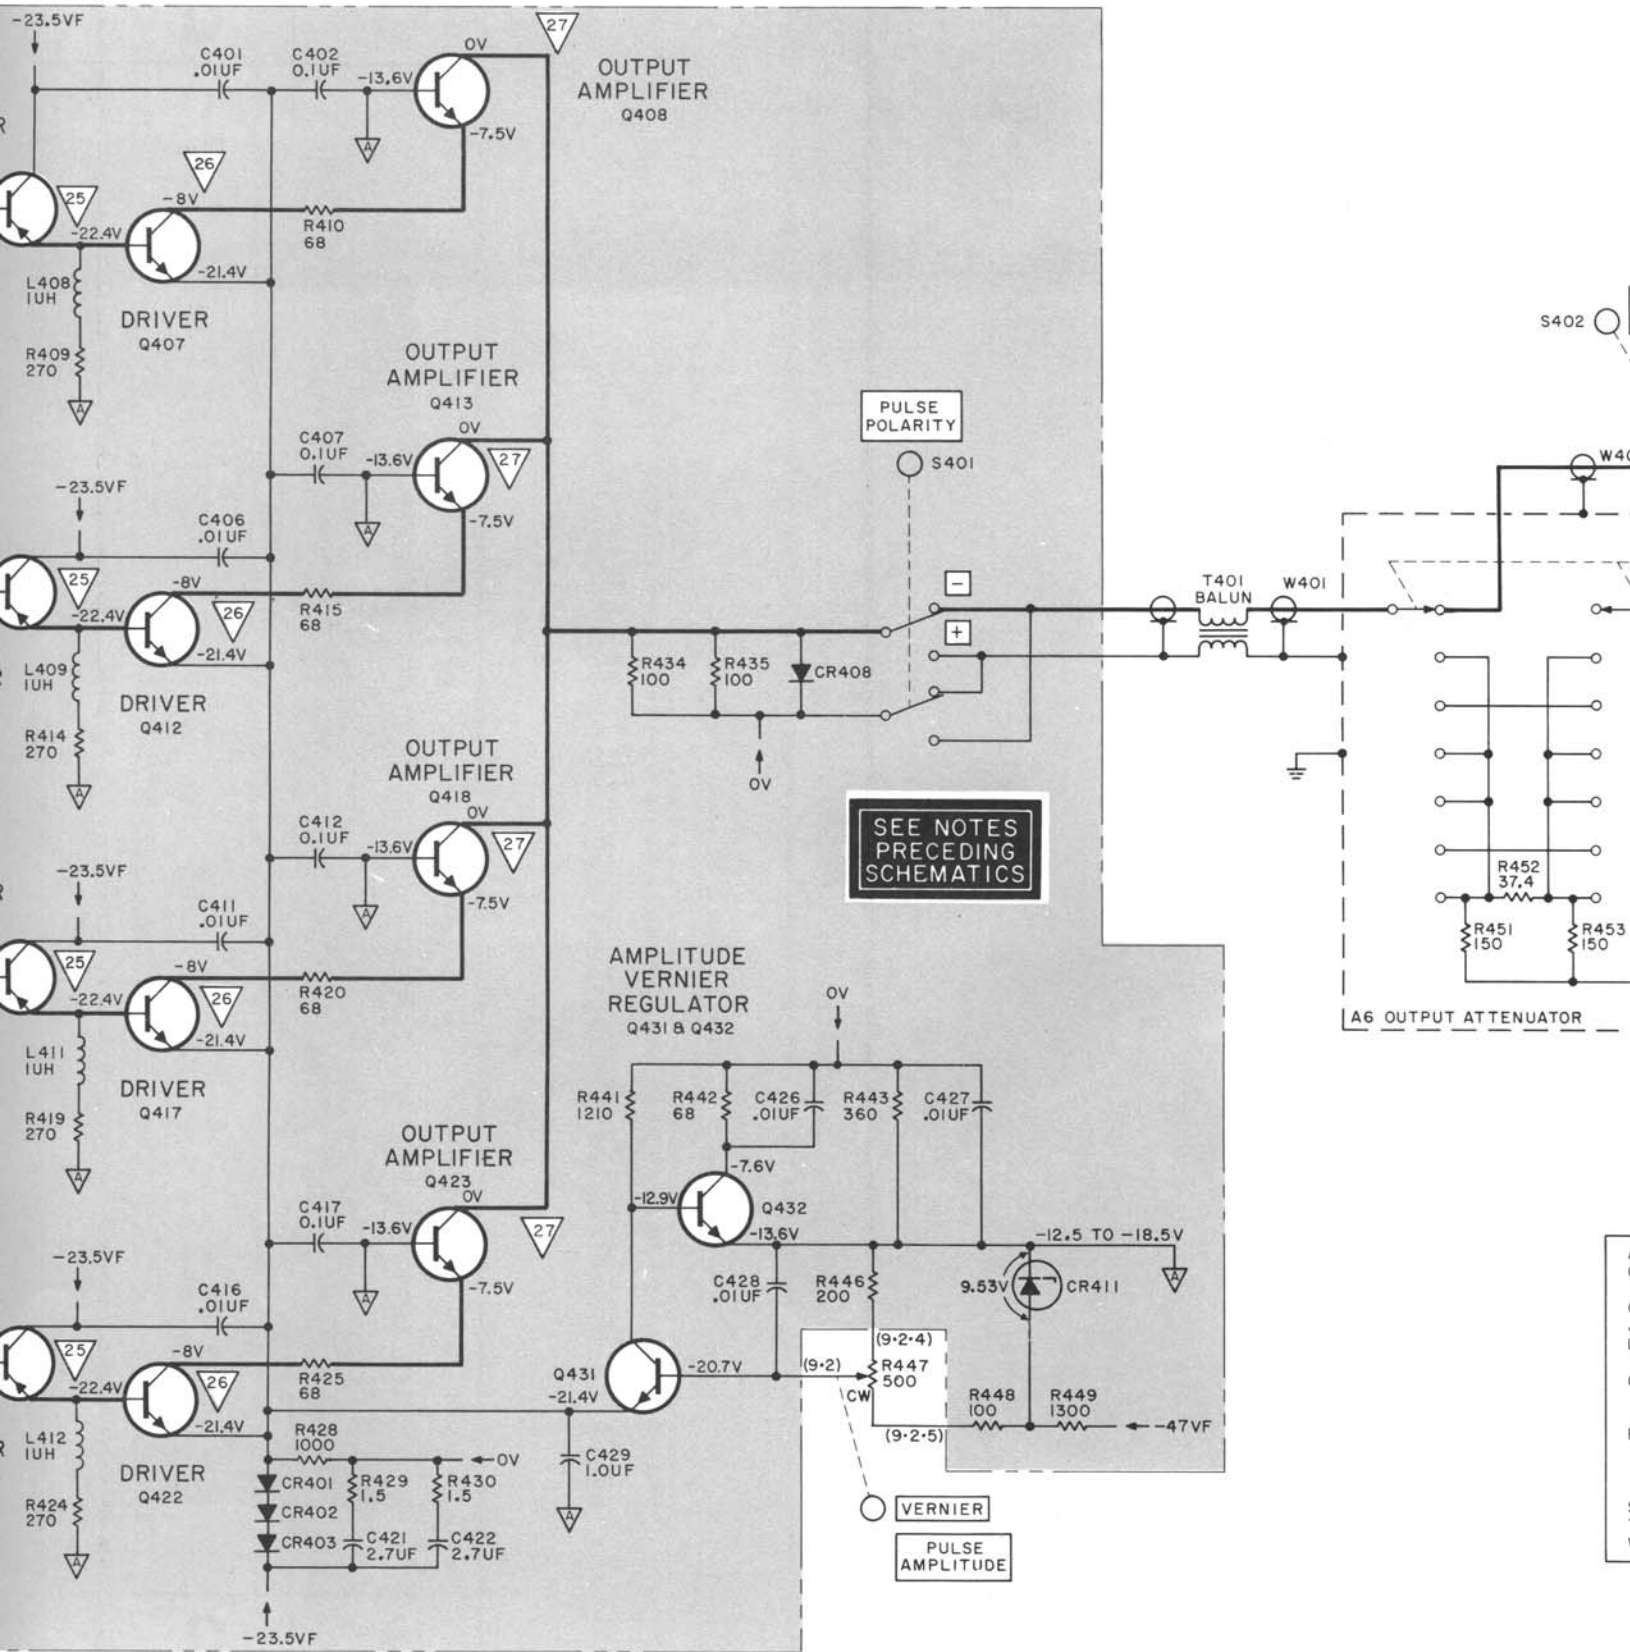 -23.5VF
C401
.01UF
C402
0.1UF
-13.6V
0V
27
OUTPUT
AMPLIFIER
Q408
-7.5V
A
R
25
26
-8V
-22.4V
R410
68
-21.4V
L408
1UH
DRIVER
Q407
R409
270
A
OUTPUT
AMPLIFIER
Q413
0V
C407
0.1UF
-13.6V
27
-7.5V
A
-23.5VF
C406
.01UF
25
-8V
-22.4V
26
R415
68
-21.4V
L409
1UH
DRIVER
Q412
R414
270
A
PULSE
POLARITY
S401
-
+
R434
100
R435
100
CR408
0V
T401
BALUN
W401
S402
W40
OUTPUT
AMPLIFIER
Q418
0V
C412
0.1UF
-13.6V
27
-7.5V
A
SEE NOTES
PRECEDING
SCHEMATICS
-23.5VF
R
C411
.01UF
25
-8V
-22.4V
26
R420
68
-21.4V
L411
1UH
DRIVER
Q417
R419
270
A
R452
37.4
R451
150
R453
150
A6 OUTPUT ATTENUATOR
AMPLITUDE
VERNIER
REGULATOR
Q431 & Q432
0V
R441
1210
R442
68
C426
.01UF
R443
360
C427
.01UF
-7.6V
-12.9V
Q432
-13.6V
-12.5 TO -18.5V
A
C428
.01UF
R446
200
9.53V
CR411
(9·2·4)
Q431
-20.7V
(9·2)
R447
500
CW
-21.4V
R448
100
R449
1300
-47VF
(9·2·5)
C429
1.0UF
A
VERNIER
PULSE
AMPLITUDE
OUTPUT
AMPLIFIER
Q423
0V
C417
0.1UF
-13.6V
27
-7.5V
A
-23.5VF
C416
.01UF
25
-8V
-22.4V
26
R425
68
-21.4V
R
L412
1UH
DRIVER
Q422
R424
270
A
R428
1000
0V
CR401
R429
1.5
R430
1.5
CR402
CR403
C421
2.7UF
C422
2.7UF
-23.5VF